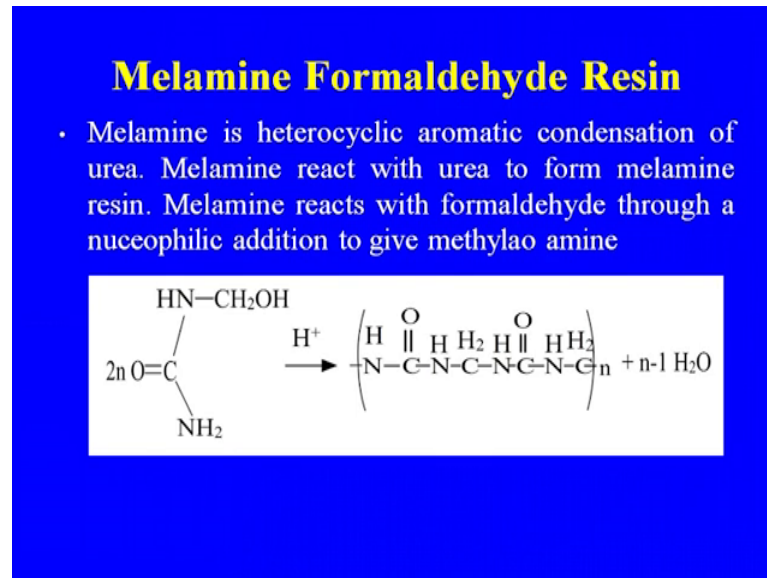 Melamine Formaldehyde Resin
• Melamine is heterocyclic aromatic condensation of
urea. Melamine react with urea to form melamine
resin. Melamine reacts with formaldehyde through a
nuceophilic addition to give methylao amine
HN—CH₂OH
2n O=C
NH₂
H⁺
O O
H || H H₂ H || H H₂
-N-C-N-C-N-C-N-C-n + n-1 H₂O